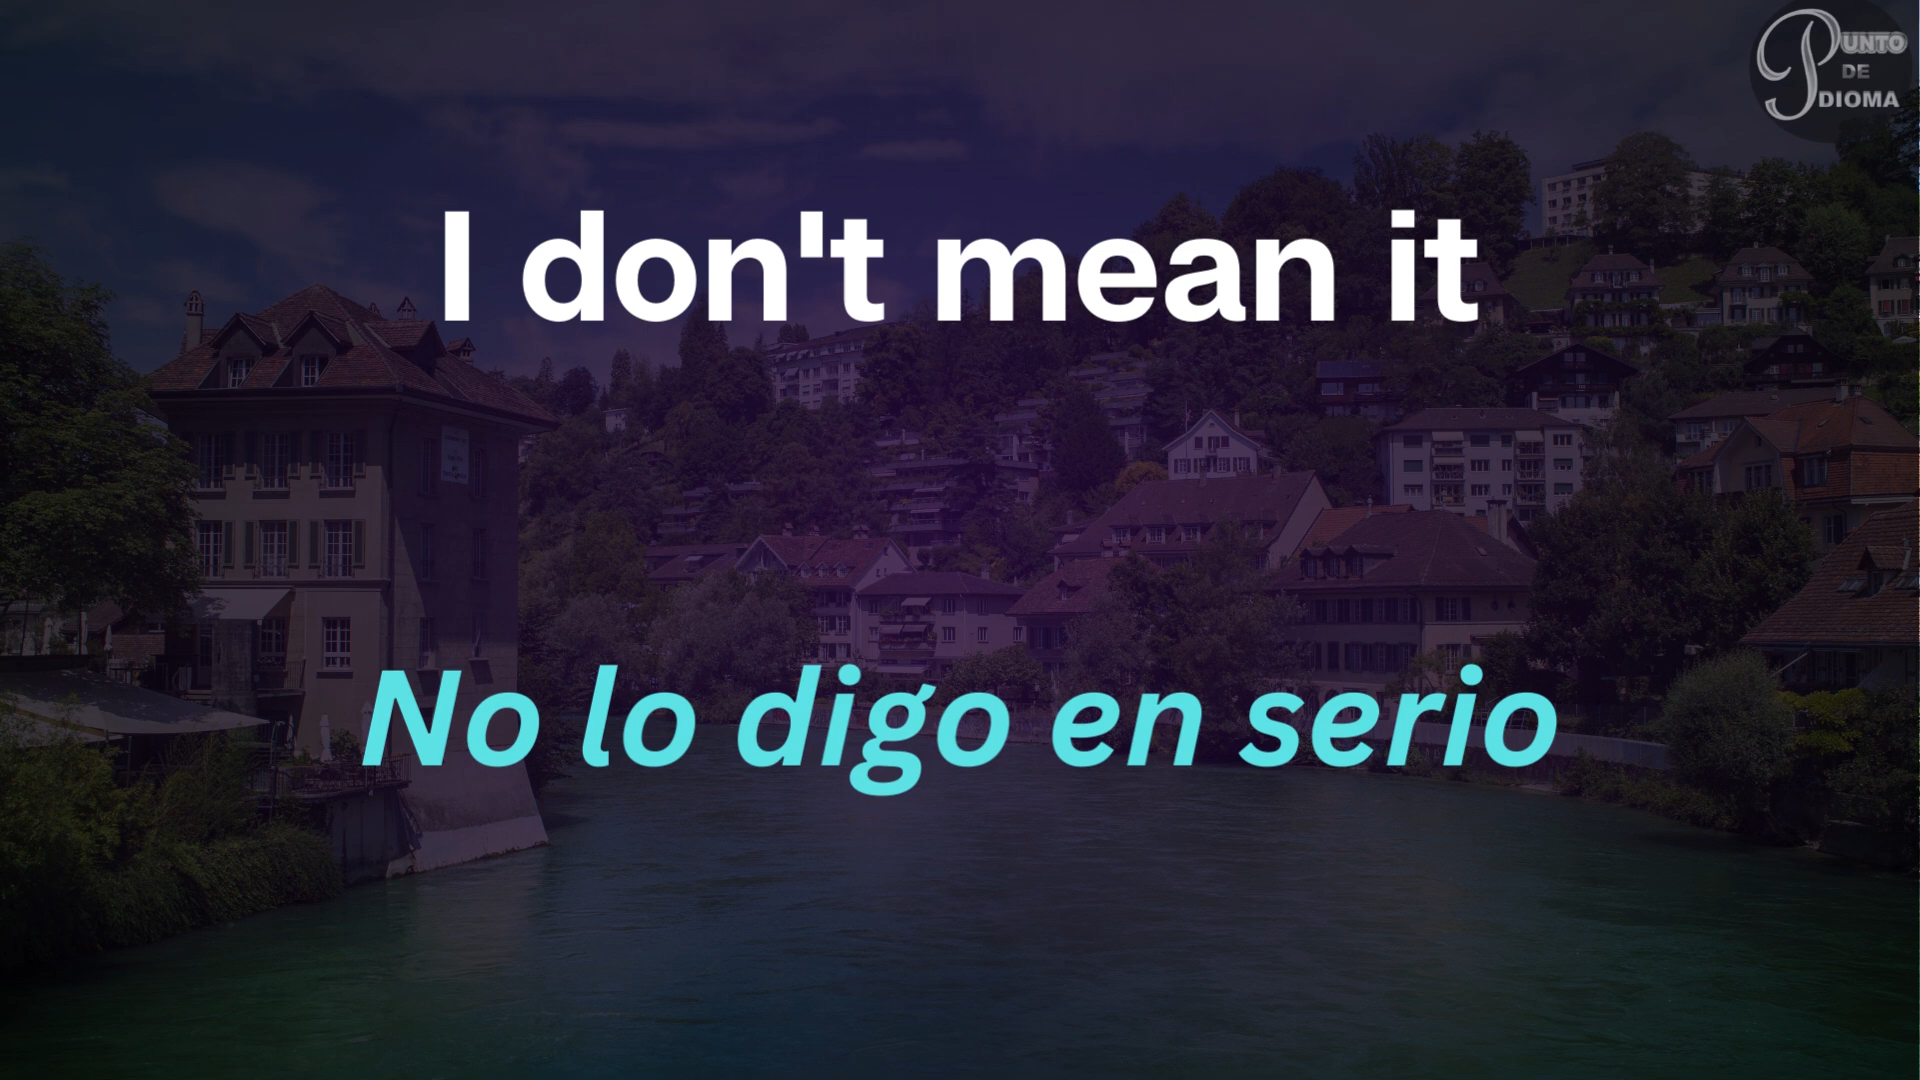 PUNTO
DE
IDIOMA
I don't mean it
No lo digo en serio